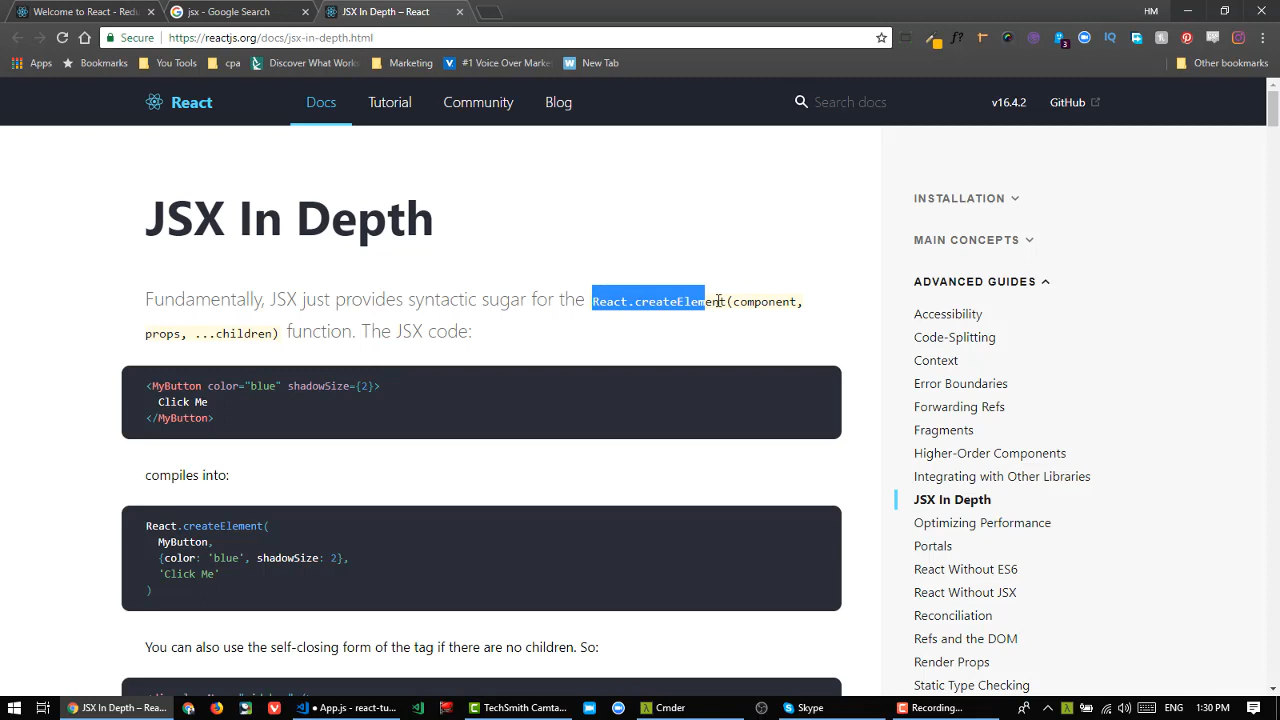 Welcome to React - Redu
jsx - Google Search
JSX In Depth – React
HM
Secure
https://reactjs.org/docs/jsx-in-depth.html
Apps
Bookmarks
You Tools
cpa
Discover What Works
Marketing
#1 Voice Over Marke
New Tab
Other bookmarks
React
Docs
Tutorial
Community
Blog
Search docs
v16.4.2
GitHub
JSX In Depth
Fundamentally, JSX just provides syntactic sugar for the React.createElement(component,
props, ...children) function. The JSX code:
<MyButton color="blue" shadowSize={2}>
Click Me
</MyButton>
compiles into:
React.createElement(
MyButton,
{color: 'blue', shadowSize: 2},
'Click Me'
)
You can also use the self-closing form of the tag if there are no children. So:
INSTALLATION
MAIN CONCEPTS
ADVANCED GUIDES
Accessibility
Code-Splitting
Context
Error Boundaries
Forwarding Refs
Fragments
Higher-Order Components
Integrating with Other Libraries
JSX In Depth
Optimizing Performance
Portals
React Without ES6
React Without JSX
Reconciliation
Refs and the DOM
Render Props
Static Type Checking
JSX In Depth – Rea...
App.js - react-tu...
TechSmith Camta...
Cmder
Skype
Recording...
ENG
1:30 PM